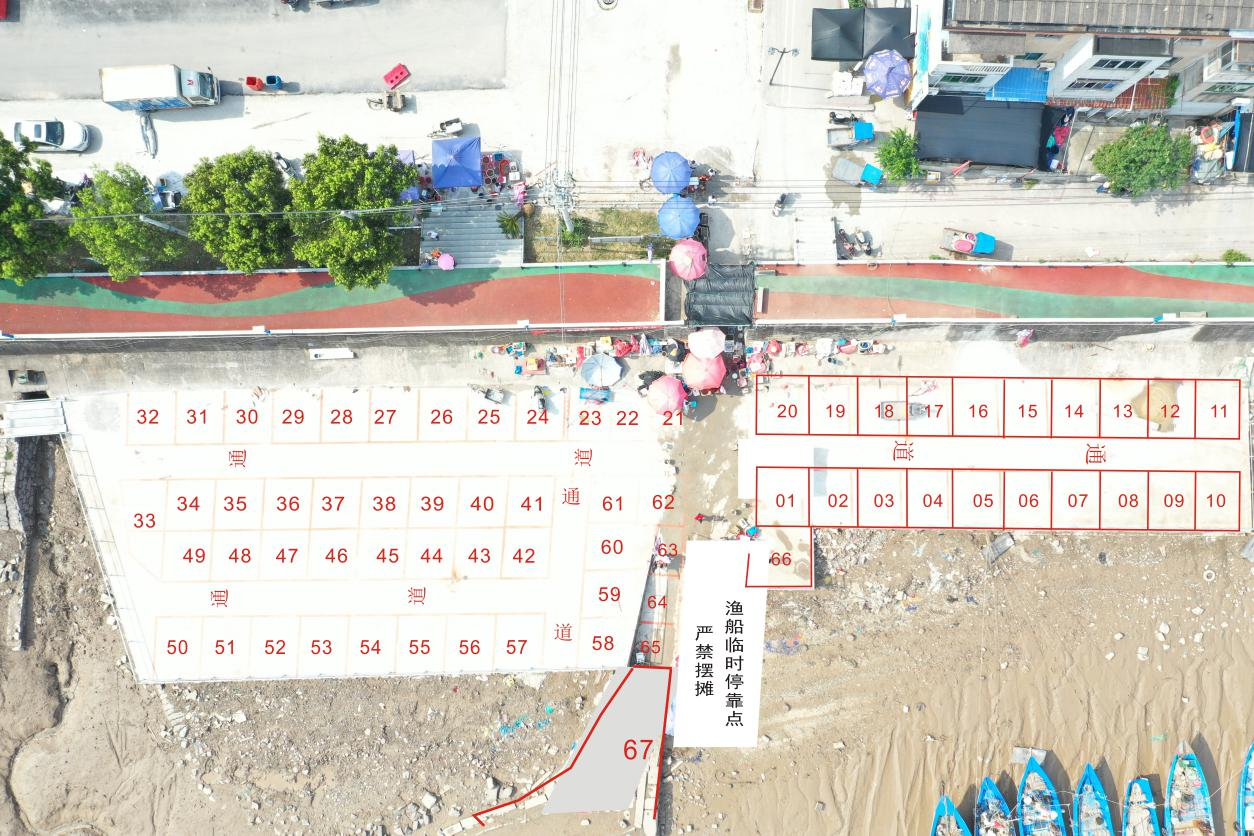 32 31 30 29 28 27 26 25 24 23 22 21
20 19 18 17 16 15 14 13 12 11
通 道
道 通
34 35 36 37 38 39 40 41 通 61 62
33
01 02 03 04 05 06 07 08 09 10
49 48 47 46 45 44 43 42 60 63
66
通 道 59 64
50 51 52 53 54 55 56 57 道 58 65
渔船临时停靠点
严禁摆摊
67